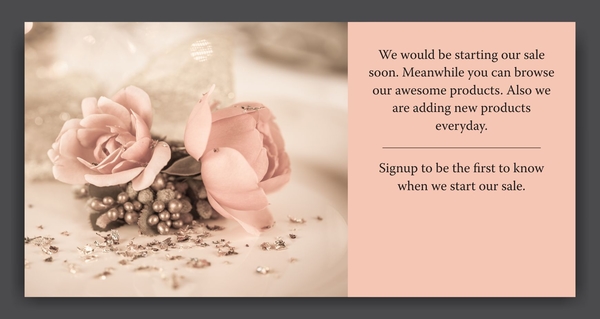 We would be starting our sale
soon. Meanwhile you can browse
our awesome products. Also we
are adding new products
everyday.
Signup to be the first to know
when we start our sale.